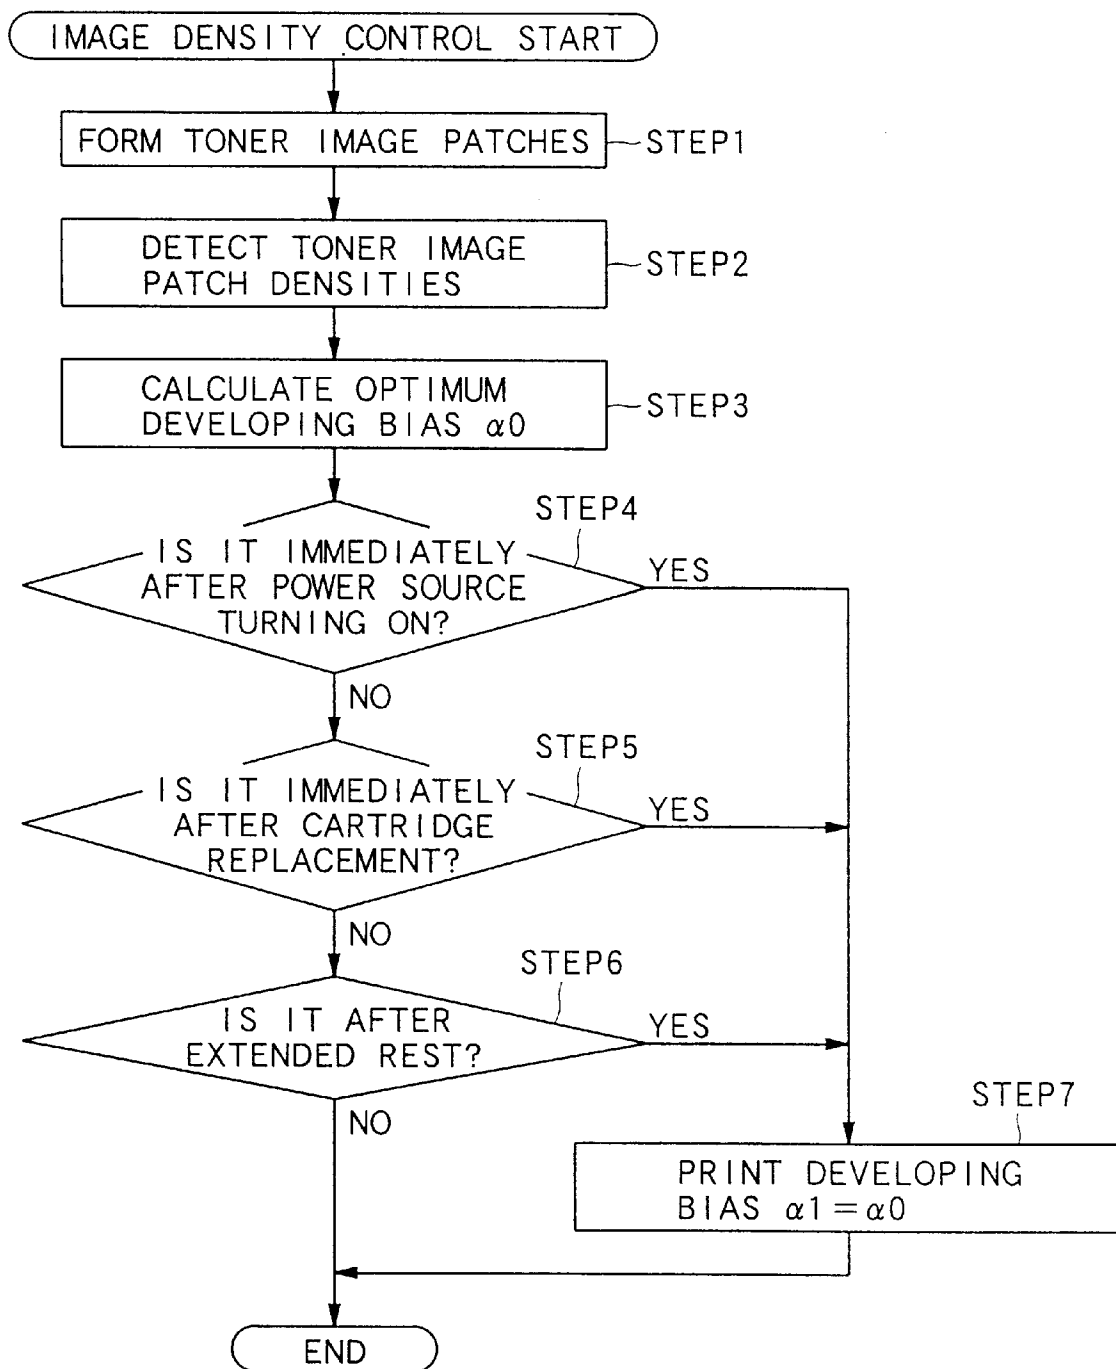 IMAGE DENSITY CONTROL START
FORM TONER IMAGE PATCHES
STEP1
DETECT TONER IMAGE
PATCH DENSITIES
STEP2
CALCULATE OPTIMUM
DEVELOPING BIAS α0
STEP3
STEP4
IS IT IMMEDIATELY
AFTER POWER SOURCE
TURNING ON?
YES
NO
STEP5
IS IT IMMEDIATELY
AFTER CARTRIDGE
REPLACEMENT?
YES
NO
STEP6
IS IT AFTER
EXTENDED REST?
YES
NO
STEP7
PRINT DEVELOPING
BIAS α1=α0
END